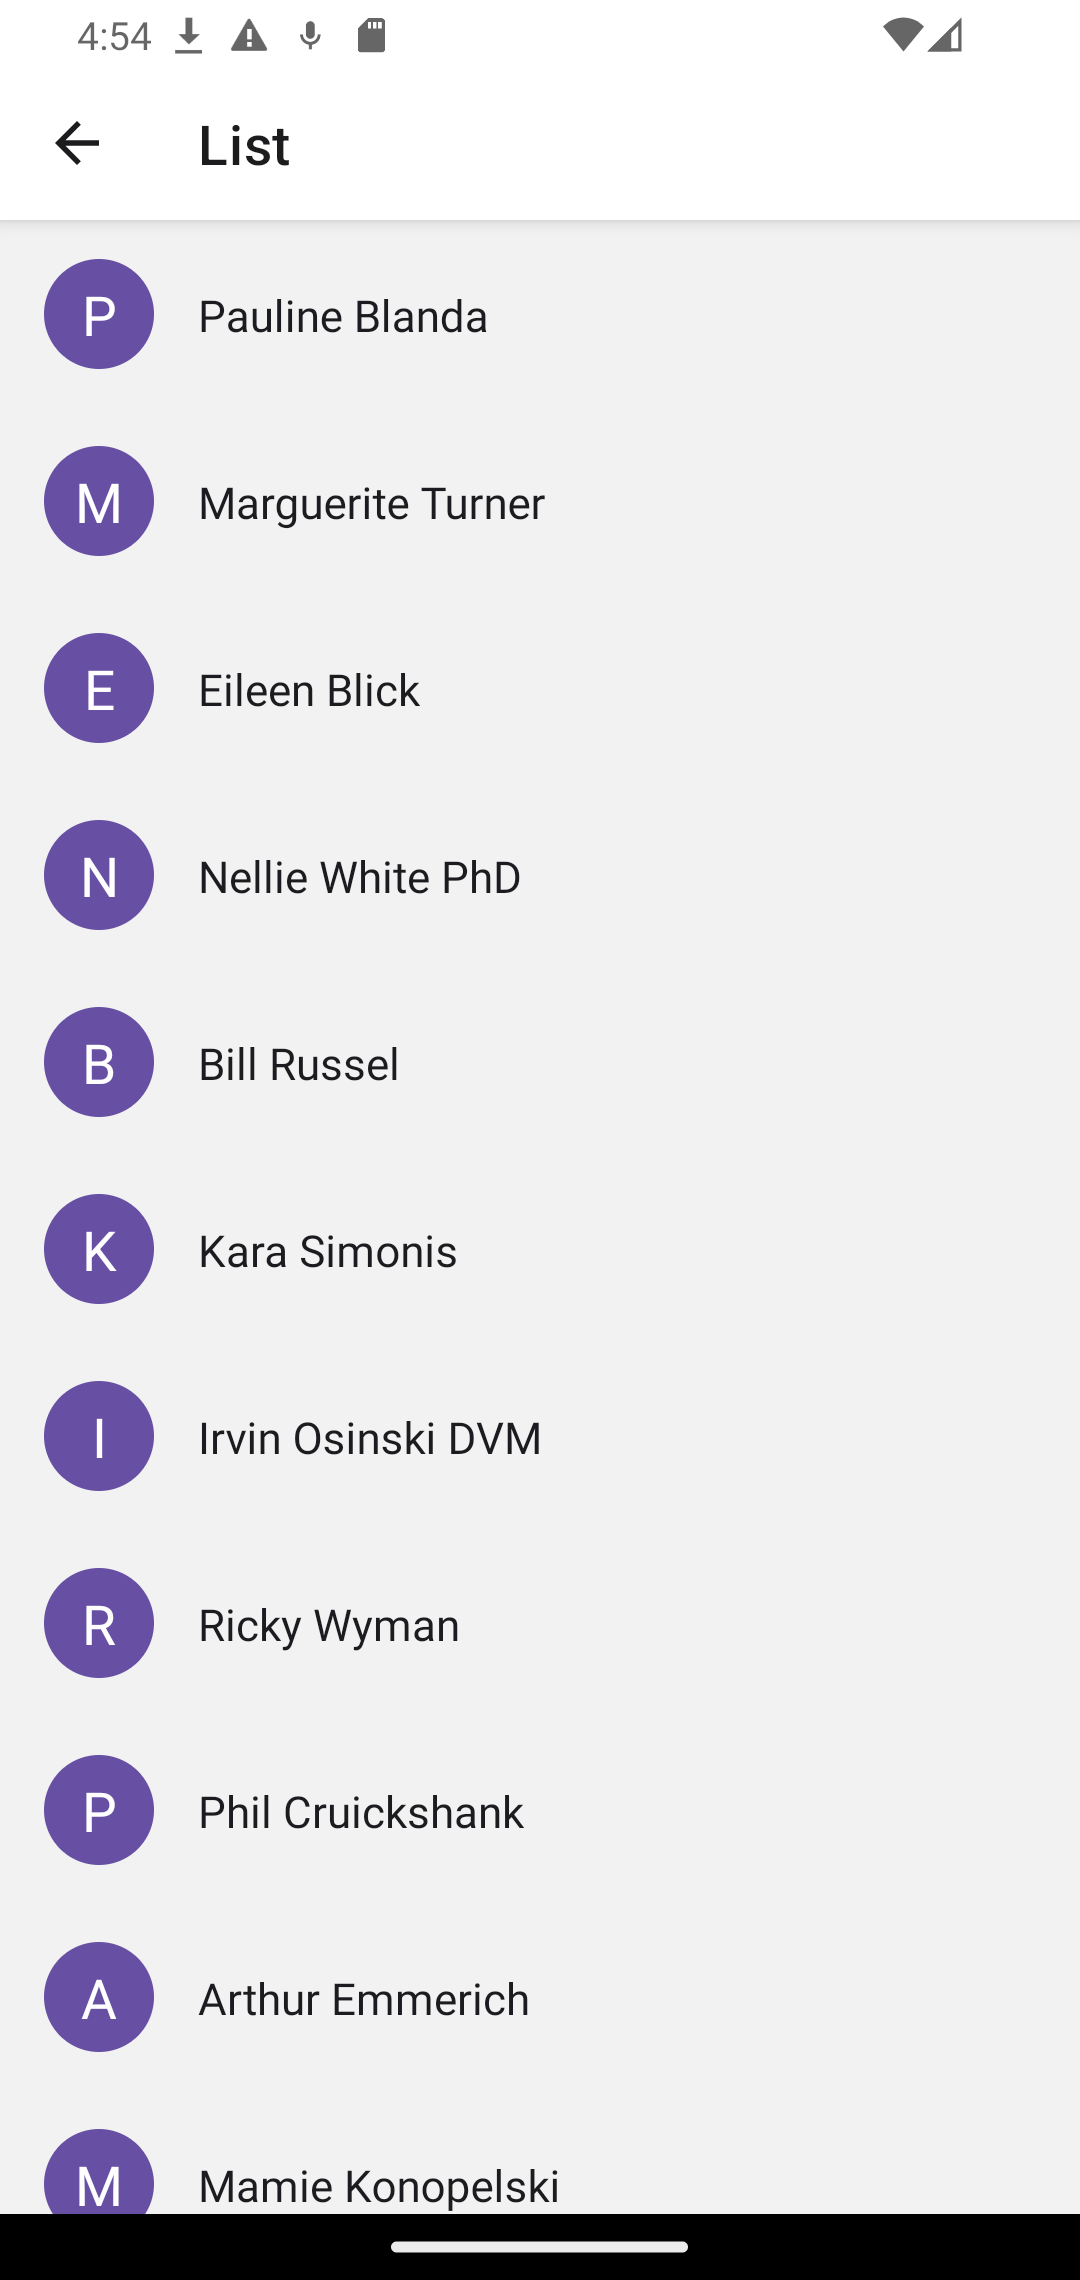 4:54
List
P
Pauline Blanda
M
Marguerite Turner
E
Eileen Blick
N
Nellie White PhD
B
Bill Russel
K
Kara Simonis
I
Irvin Osinski DVM
R
Ricky Wyman
P
Phil Cruickshank
A
Arthur Emmerich
M
Mamie Konopelski